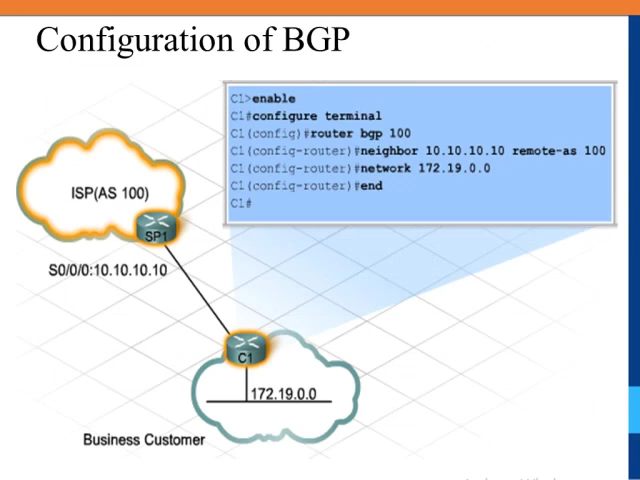 Configuration of BGP
C1>enable
C1#configure terminal
C1(config)#router bgp 100
C1(config-router)#neighbor 10.10.10.10 remote-as 100
C1(config-router)#network 172.19.0.0
C1(config-router)#end
C1#
ISP(AS 100)
SP1
S0/0/0:10.10.10.10
C1
172.19.0.0
Business Customer